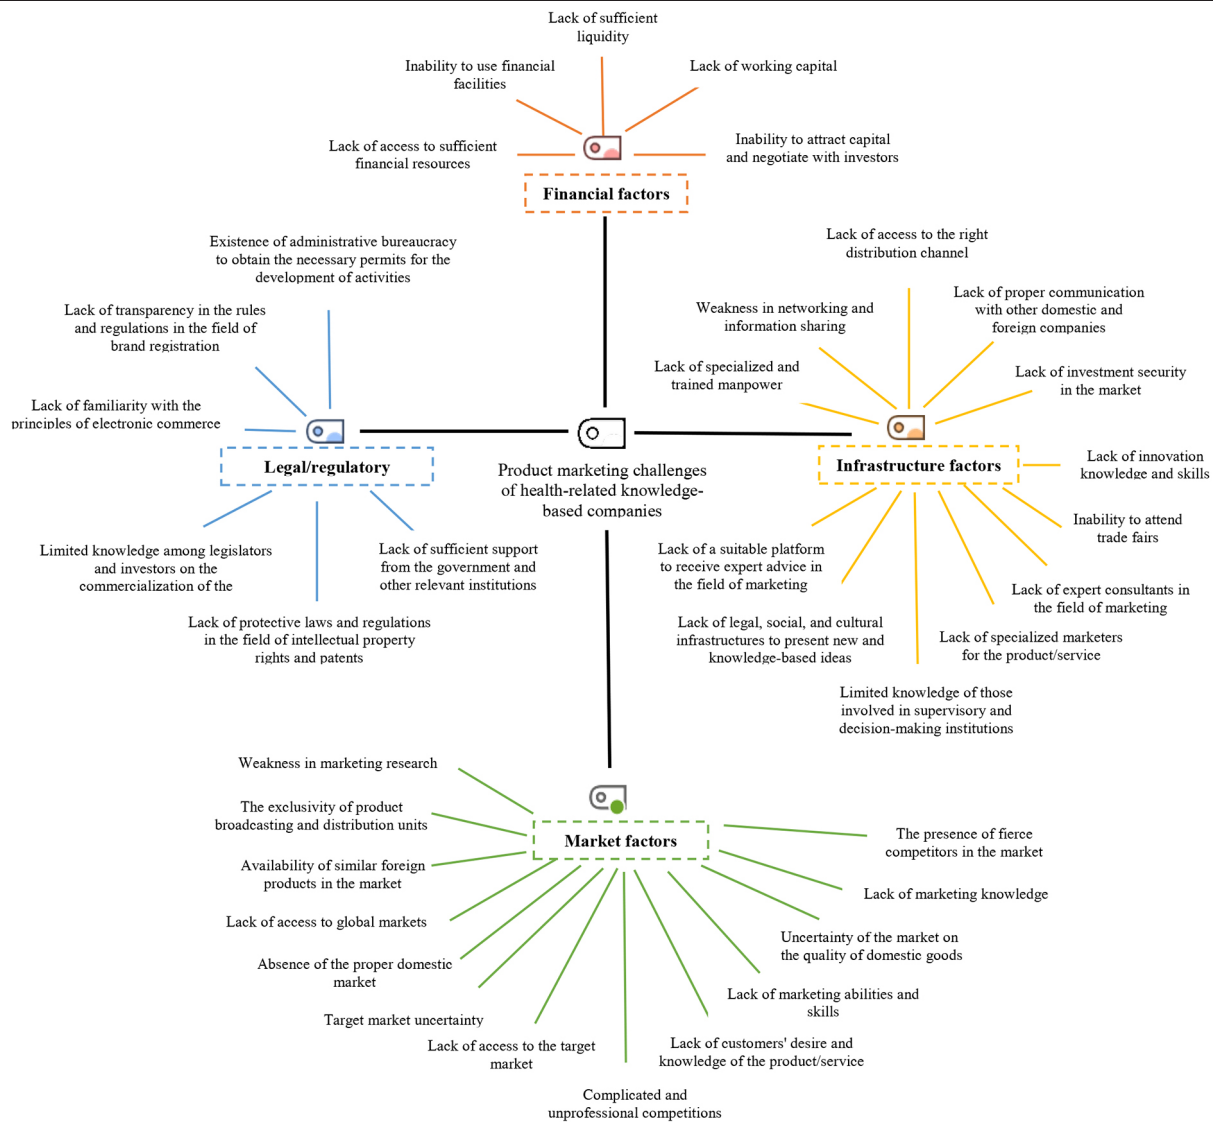 Lack of sufficient
liquidity
Inability to use financial
facilities
Lack of working capital
Lack of access to sufficient
financial resources
Inability to attract capital
and negotiate with investors
Financial factors
Existence of administrative bureaucracy
to obtain the necessary permits for the
development of activities
Lack of transparency in the rules
and regulations in the field of
brand registration
Lack of familiarity with the
principles of electronic commerce
Legal/regulatory
Limited knowledge among legislators
and investors on the
commercialization of the
Lack of sufficient support
from the government and
other relevant institutions
Lack of protective laws and regulations
in the field of intellectual property
rights and patents
Product marketing challenges
of health-related knowledge-
based companies
Lack of access to the right
distribution channel
Weakness in networking and
information sharing
Lack of proper communication
with other domestic and
foreign companies
Lack of specialized and
trained manpower
Lack of investment security
in the market
Infrastructure factors
Lack of innovation
knowledge and skills
Inability to attend
trade fairs
Lack of a suitable platform
to receive expert advice in
the field of marketing
Lack of expert consultants in
the field of marketing
Lack of legal, social, and cultural
infrastructures to present new and
knowledge-based ideas
Lack of specialized marketers
for the product/service
Limited knowledge of those
involved in supervisory and
decision-making institutions
Weakness in marketing research
The exclusivity of product
broadcasting and distribution units
Market factors
The presence of fierce
competitors in the market
Availability of similar foreign
products in the market
Lack of marketing knowledge
Lack of access to global markets
Uncertainty of the market on
the quality of domestic goods
Absence of the proper domestic
market
Lack of marketing abilities and
skills
Target market uncertainty
Lack of access to the target
market
Lack of customers' desire and
knowledge of the product/service
Complicated and
unprofessional competitions